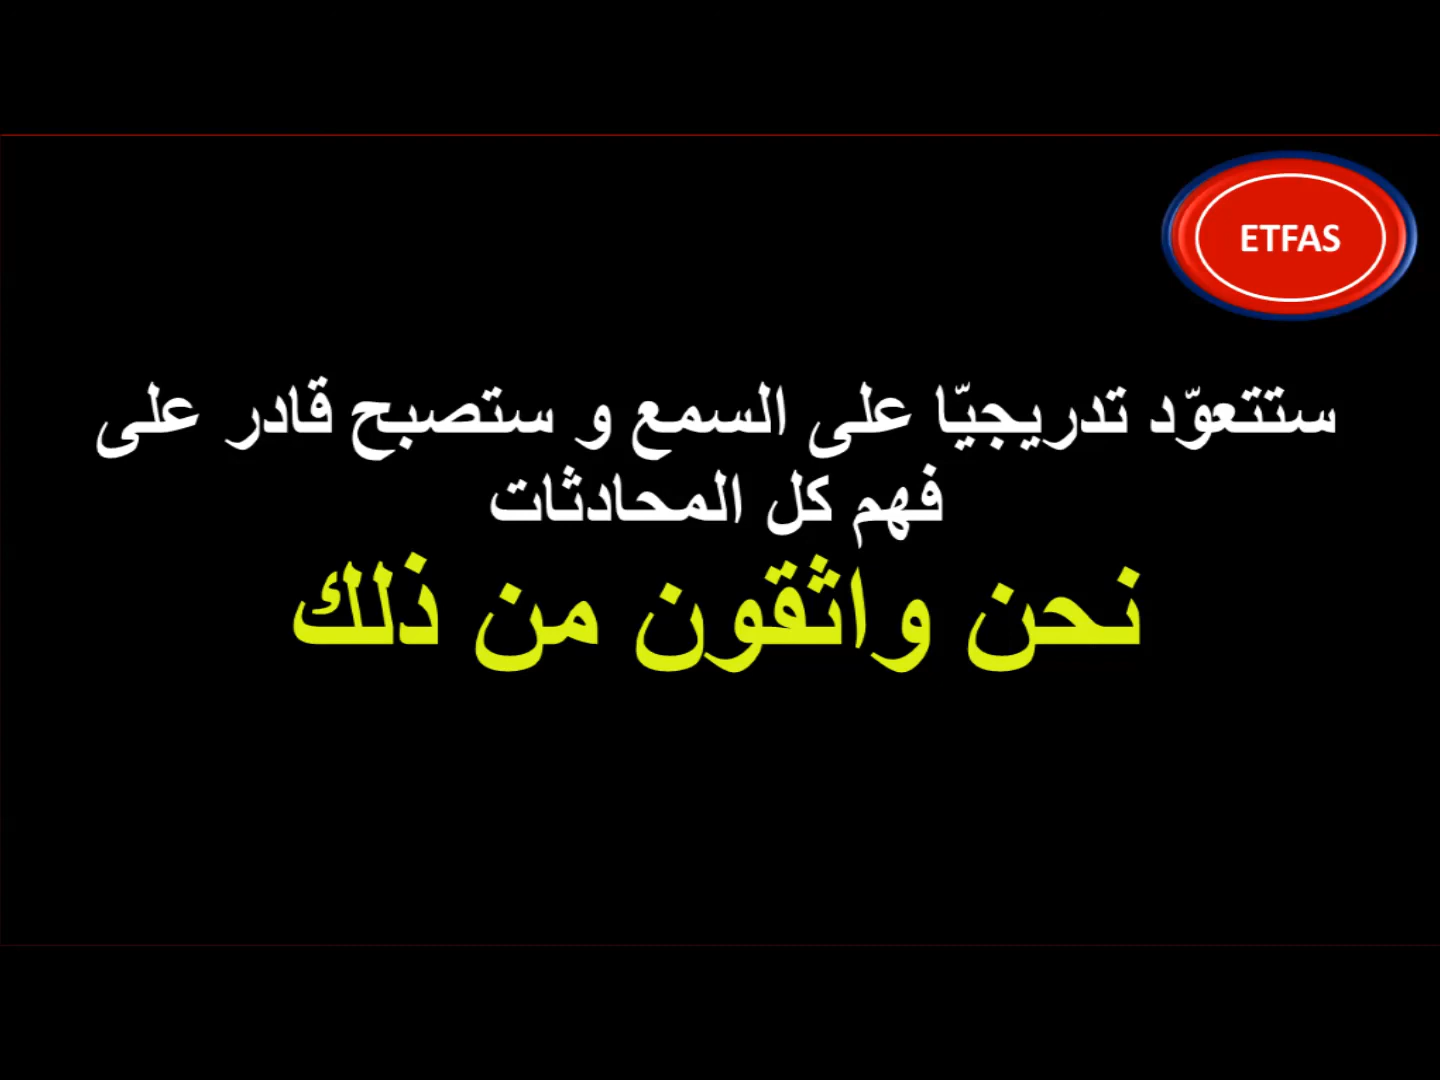 ETFAS
ستتعوّد تدريجيّا على السمع و ستصبح قادر على
فهم كل المحادثات
نحن واثقون من ذلك